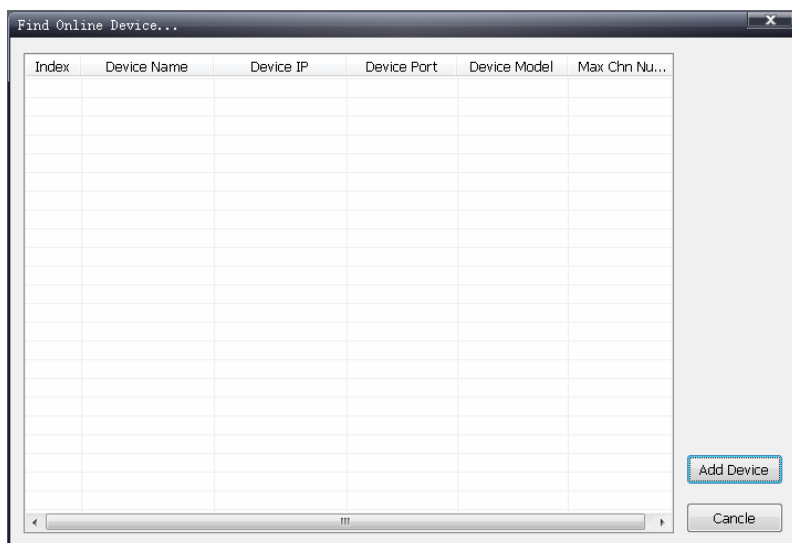 Find Online Device...
Index Device Name Device IP Device Port Device Model Max Chn Nu...
Add Device
Cancle